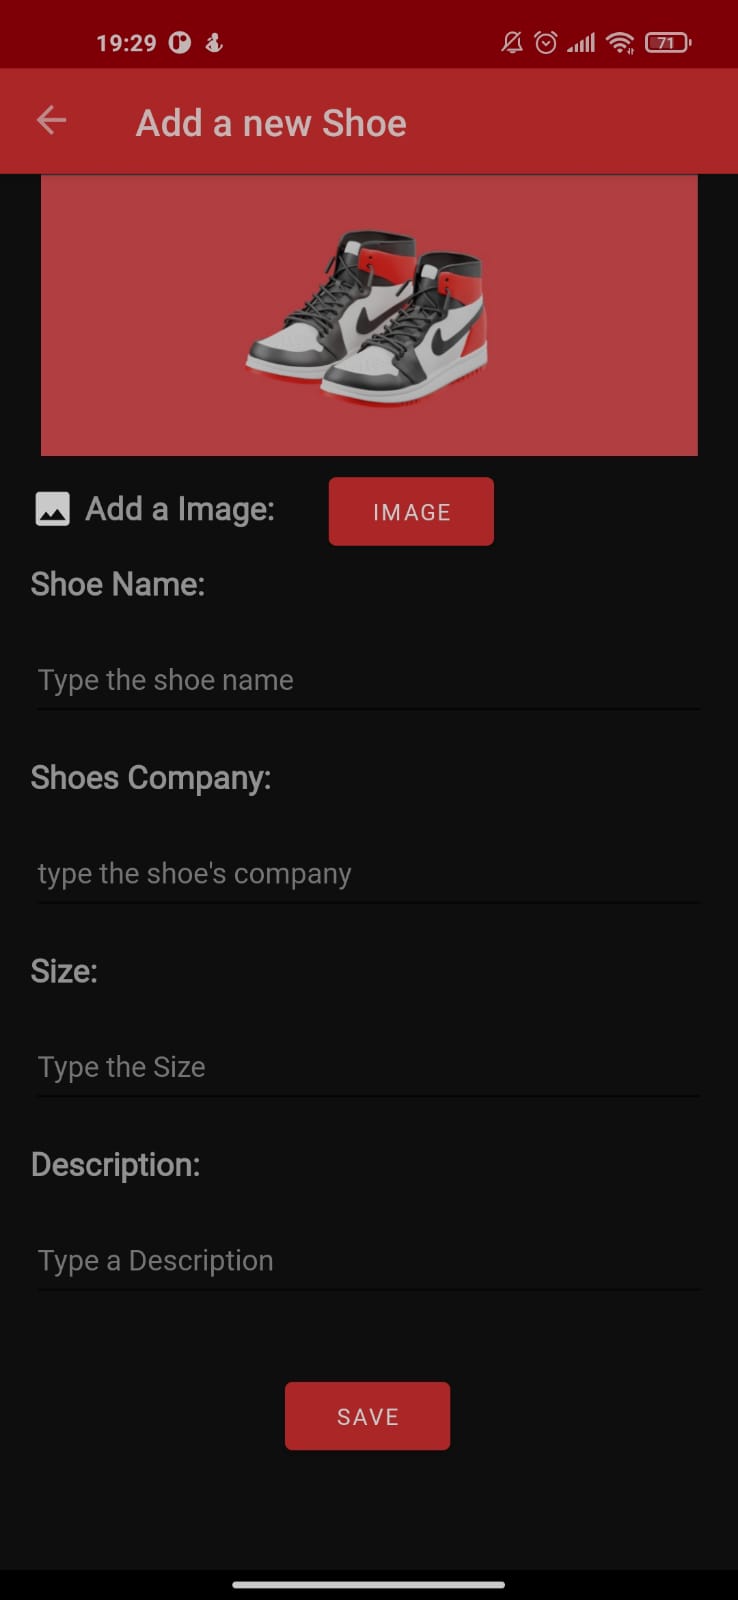 19:29
71
Add a new Shoe
Add a Image:
IMAGE
Shoe Name:
Type the shoe name
Shoes Company:
type the shoe's company
Size:
Type the Size
Description:
Type a Description
SAVE